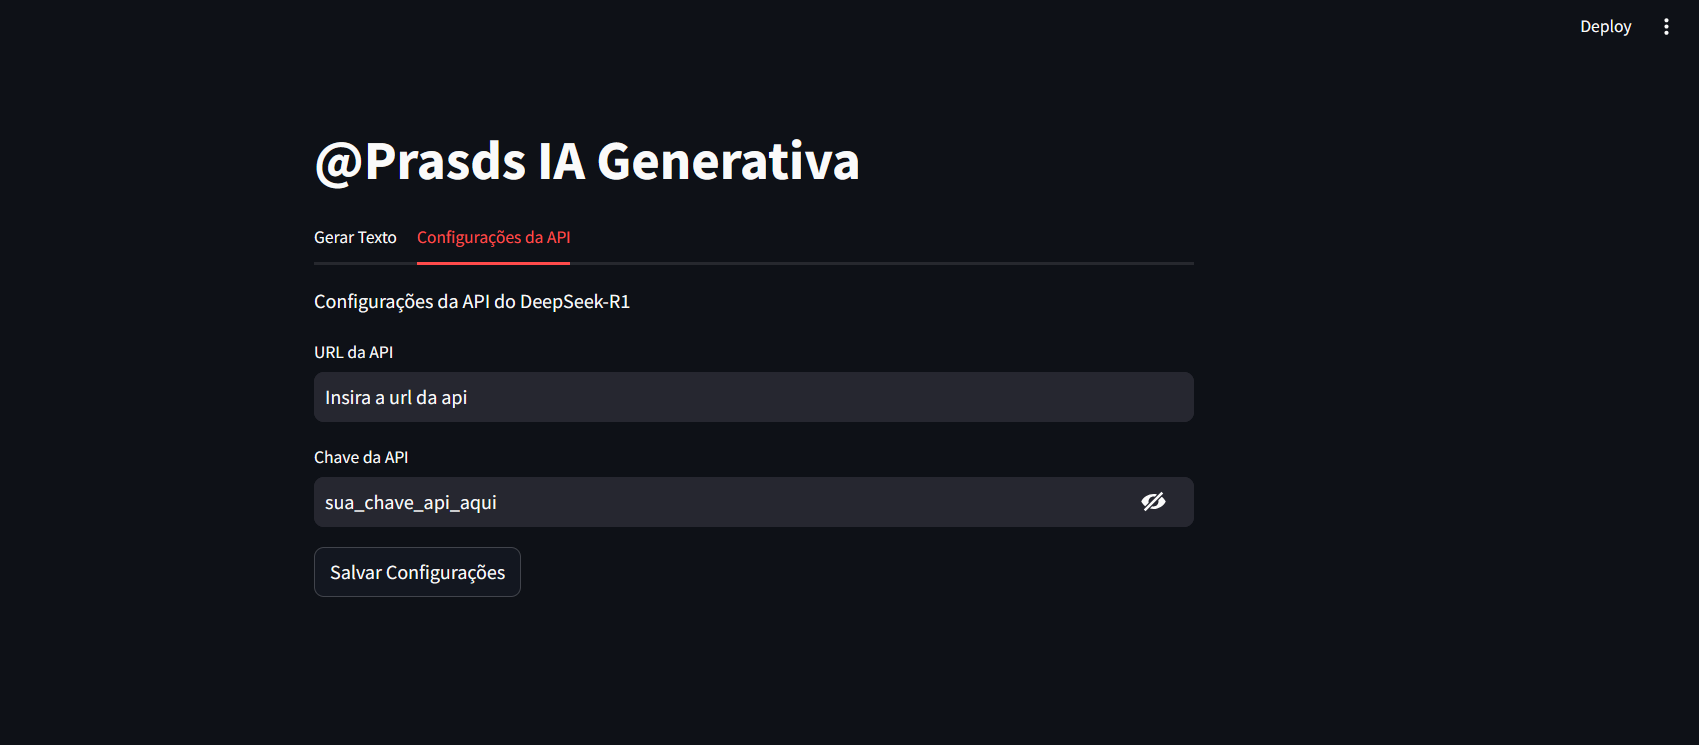 Deploy
@Prasds IA Generativa
Gerar Texto Configurações da API
Configurações da API do DeepSeek-R1
URL da API
Insira a url da api
Chave da API
sua_chave_api_aqui
Salvar Configurações